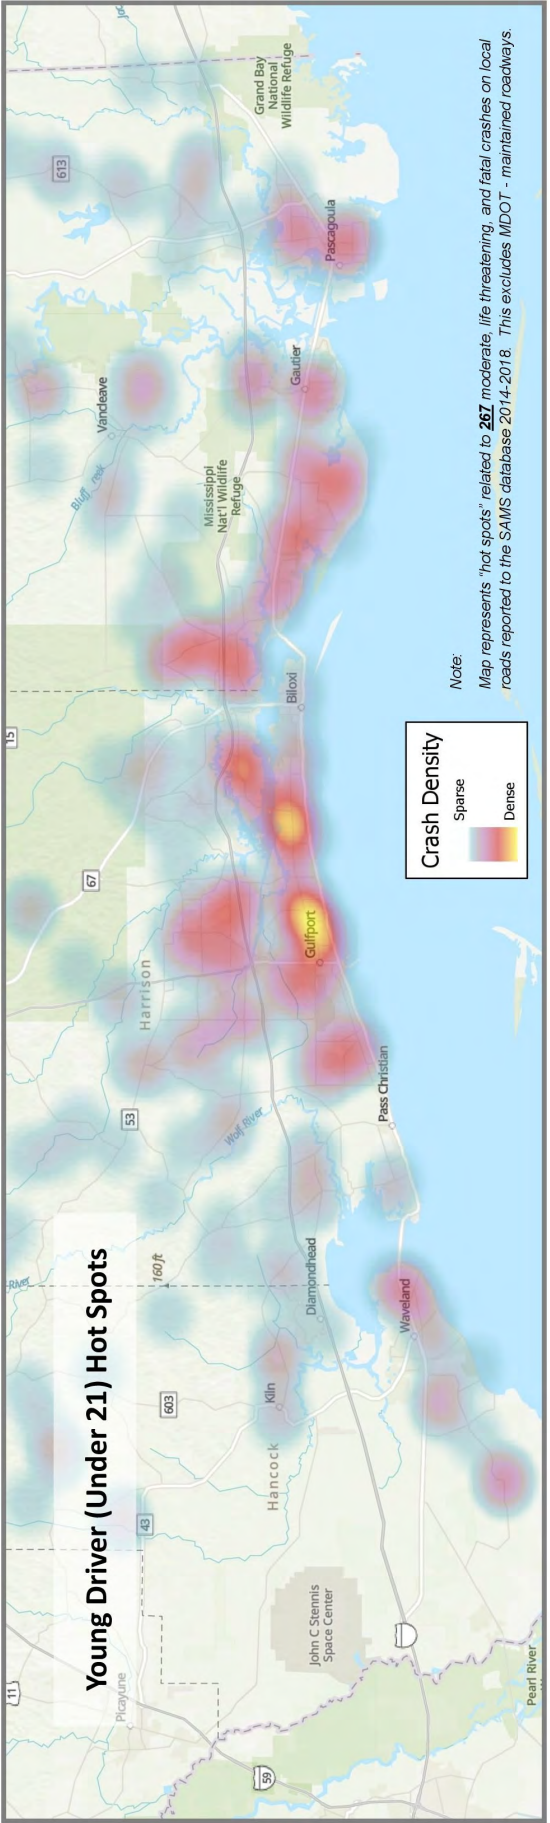 Young Driver (Under 21) Hot Spots
11
Picayune
59
Pearl River
43
John C Stennis
Space Center
Hancock
603
Kiln
160 ft
River
Diamondhead
Waveland
53
Wolf River
Pass Christian
Harrison
Gulfport
67
15
Biloxi
Bluff
Vancleave
Mississippi
Nat'l Wildlife
Refuge
Gautier
613
Pascagoula
Grand Bay
National
Wildlife Refuge
Crash Density
Sparse
Dense
Note:
Map represents "hot spots" related to 267 moderate, life threatening, and fatal crashes on local
roads reported to the SAMS database 2014-2018. This excludes MDOT - maintained roadways.